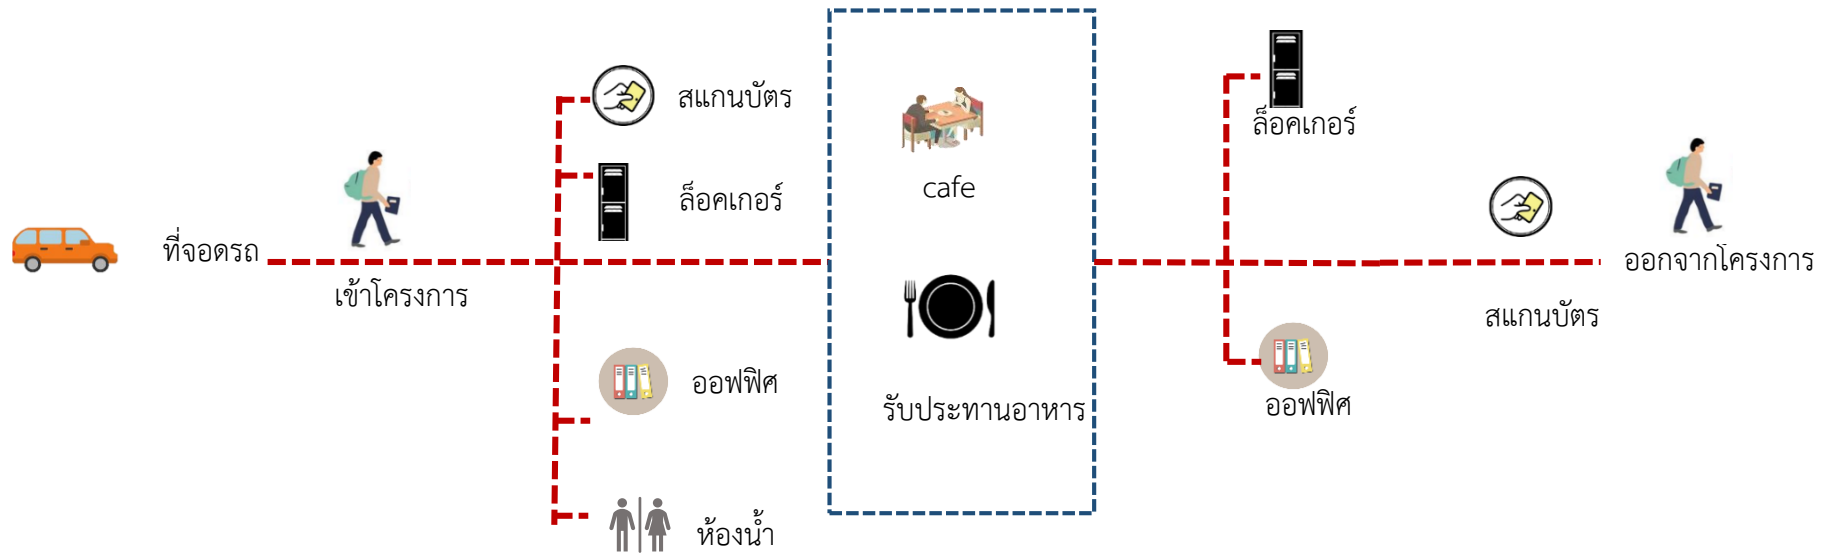 ที่จอดรถ
เข้าโครงการ
สแกนบัตร
ล็อคเกอร์
ออฟฟิศ
ห้องน้ำ
cafe
รับประทานอาหาร
ล็อคเกอร์
ออฟฟิศ
สแกนบัตร
ออกจากโครงการ